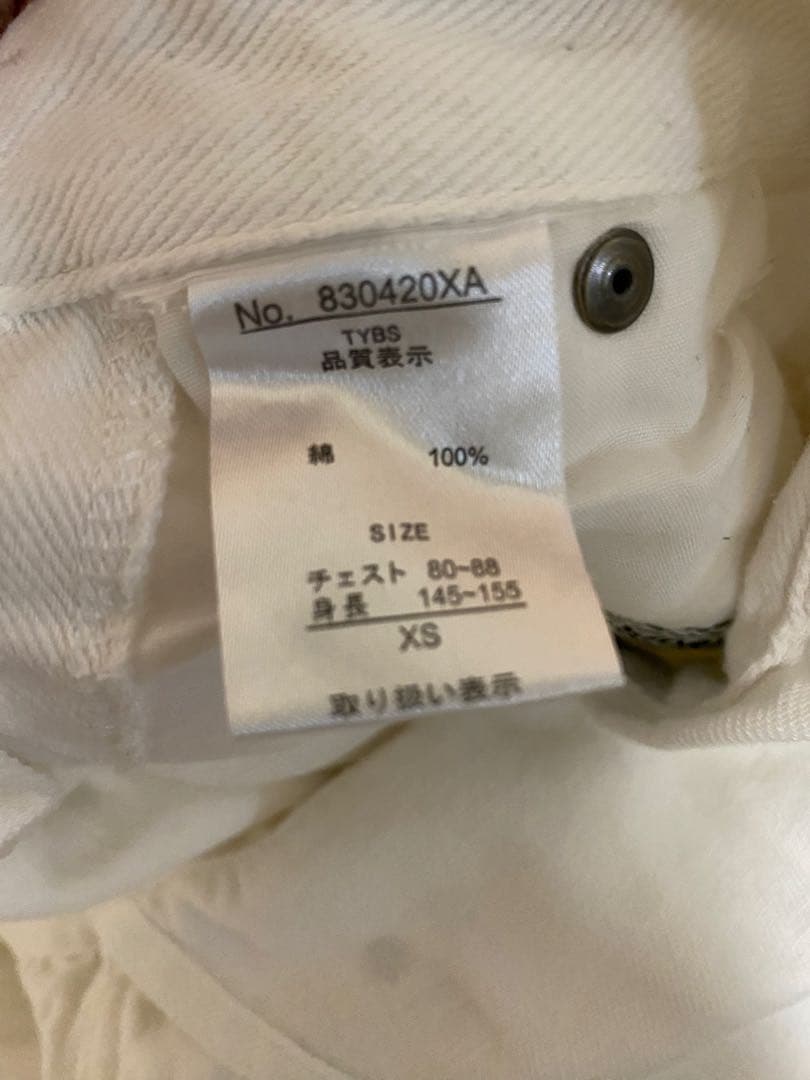 No. 830420XA
TYBS
品質表示
綿 100%
SIZE
チェスト 80~88
身長 145~155
XS
取り扱い表示